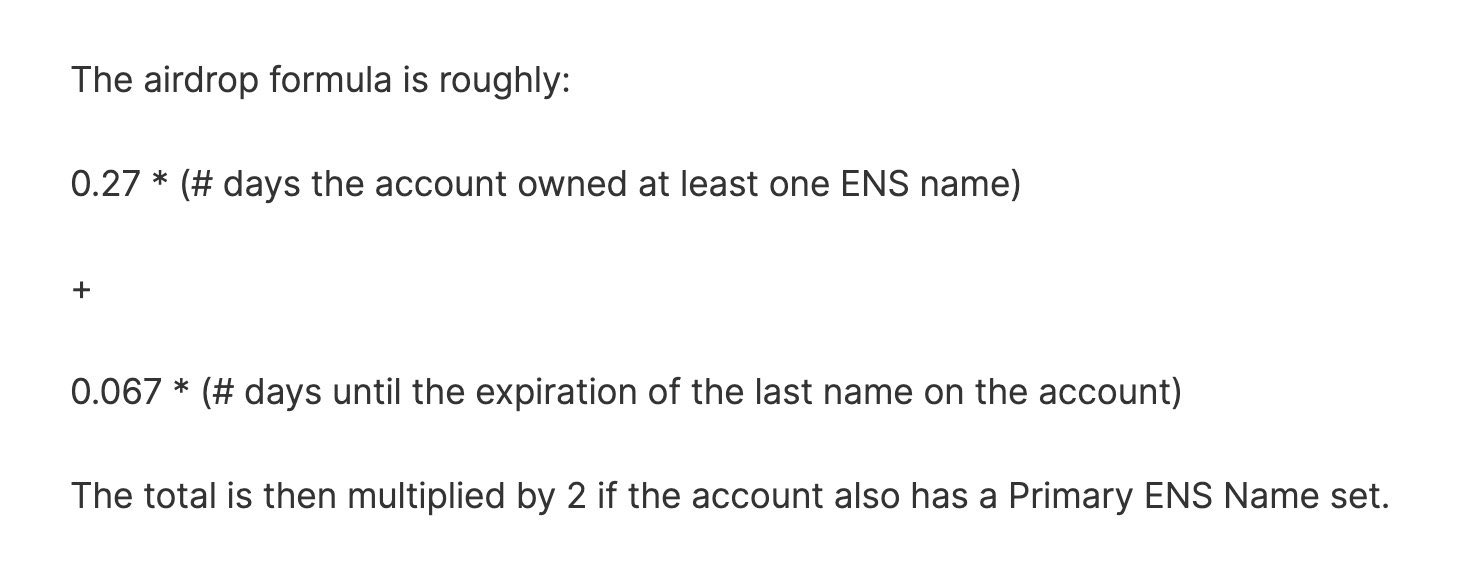 The airdrop formula is roughly:
0.27 * (# days the account owned at least one ENS name)
+
0.067 * (# days until the expiration of the last name on the account)
The total is then multiplied by 2 if the account also has a Primary ENS Name set.